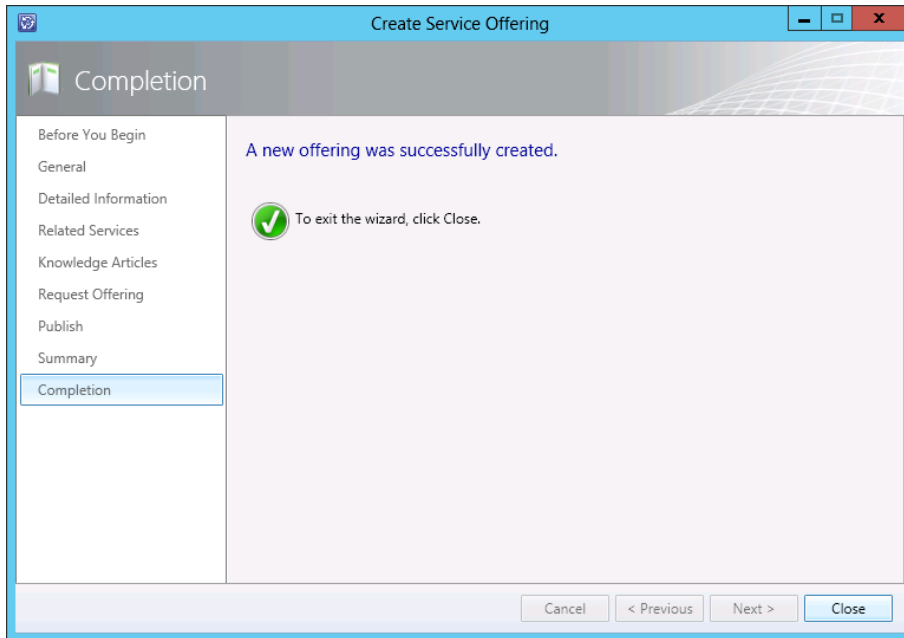 Create Service Offering
Completion
Before You Begin
General
Detailed Information
Related Services
Knowledge Articles
Request Offering
Publish
Summary
Completion
A new offering was successfully created.
To exit the wizard, click Close.
Cancel
< Previous
Next >
Close